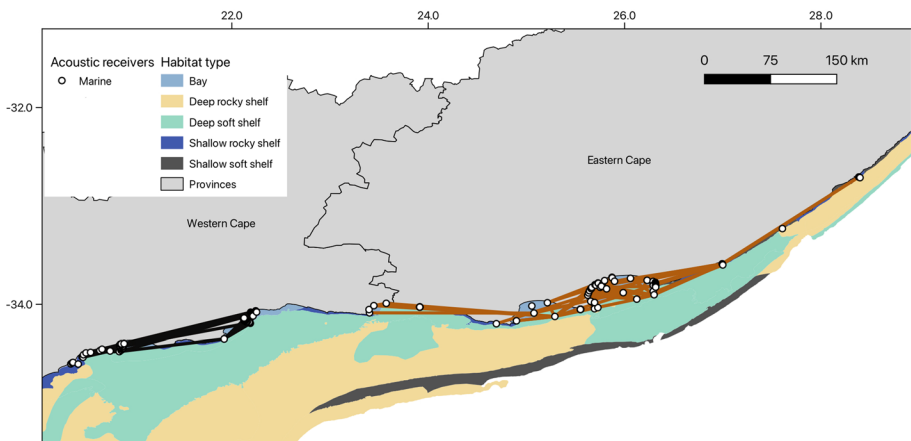 22.0 24.0 26.0 28.0
Acoustic receivers Habitat type
Marine Bay
0 75 150 km
Deep rocky shelf
-32.0
Deep soft shelf
Shallow rocky shelf
Shallow soft shelf
Eastern Cape
Provinces
Western Cape
-34.0